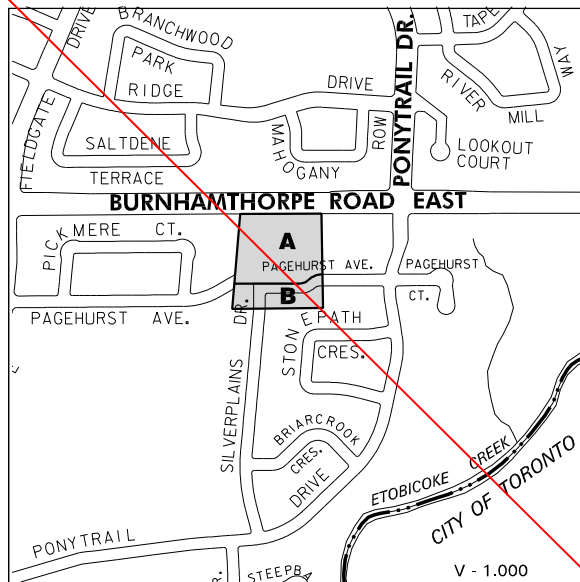 DRIVE
BRANCHWOOD
PARK
RIDGE
DRIVE
PONYTRAIL DR.
TAPE
WAY
RIVER
MILL
FIELDGATE
SALTDENE
TERRACE
MAHOGANY
ROW
LOOKOUT
COURT
BURNHAMTHORPE ROAD EAST
PICKMERE CT.
A
PAGEHURST AVE.
PAGEHURST
CT.
B
PAGEHURST AVE.
SILVERPLAINS DR.
STONEPATH
CRES.
BRIARCROOK
CRES.
DRIVE
PONYTRAIL
ETOBICOKE CREEK
CITY OF TORONTO
R.
STEEPB
V - 1.000